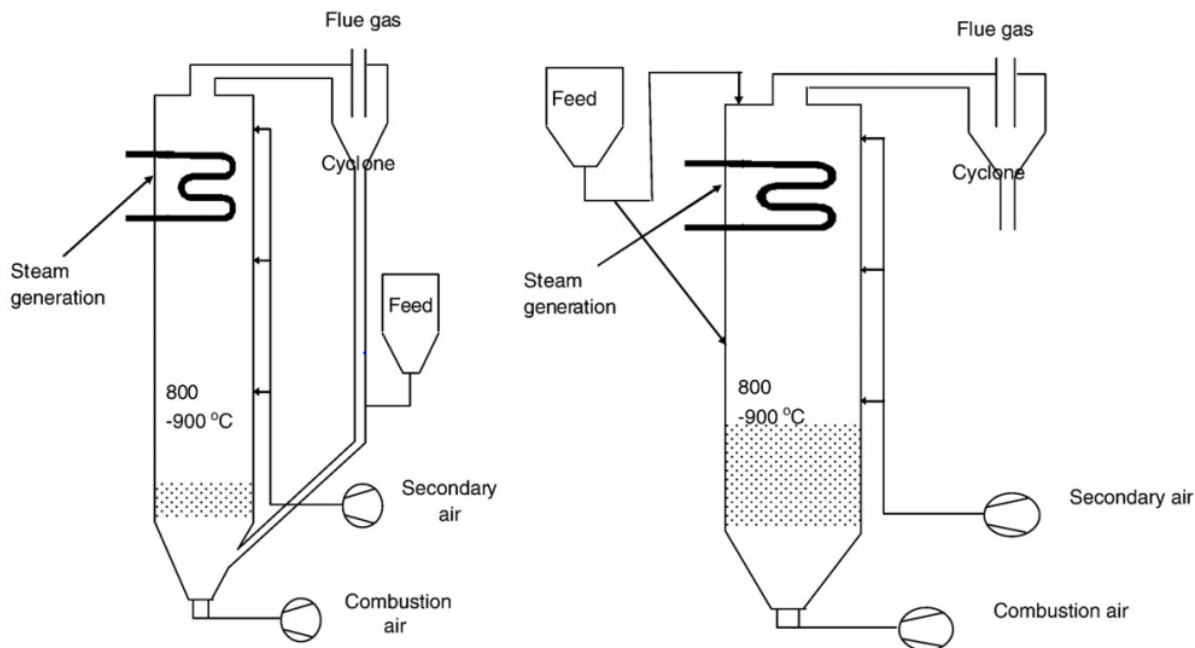 Flue gas
Cyclone
Steam
generation
Feed
800
-900 °C
Secondary
air
Combustion
air
Flue gas
Feed
Cyclone
Steam
generation
800
-900 °C
Secondary air
Combustion air